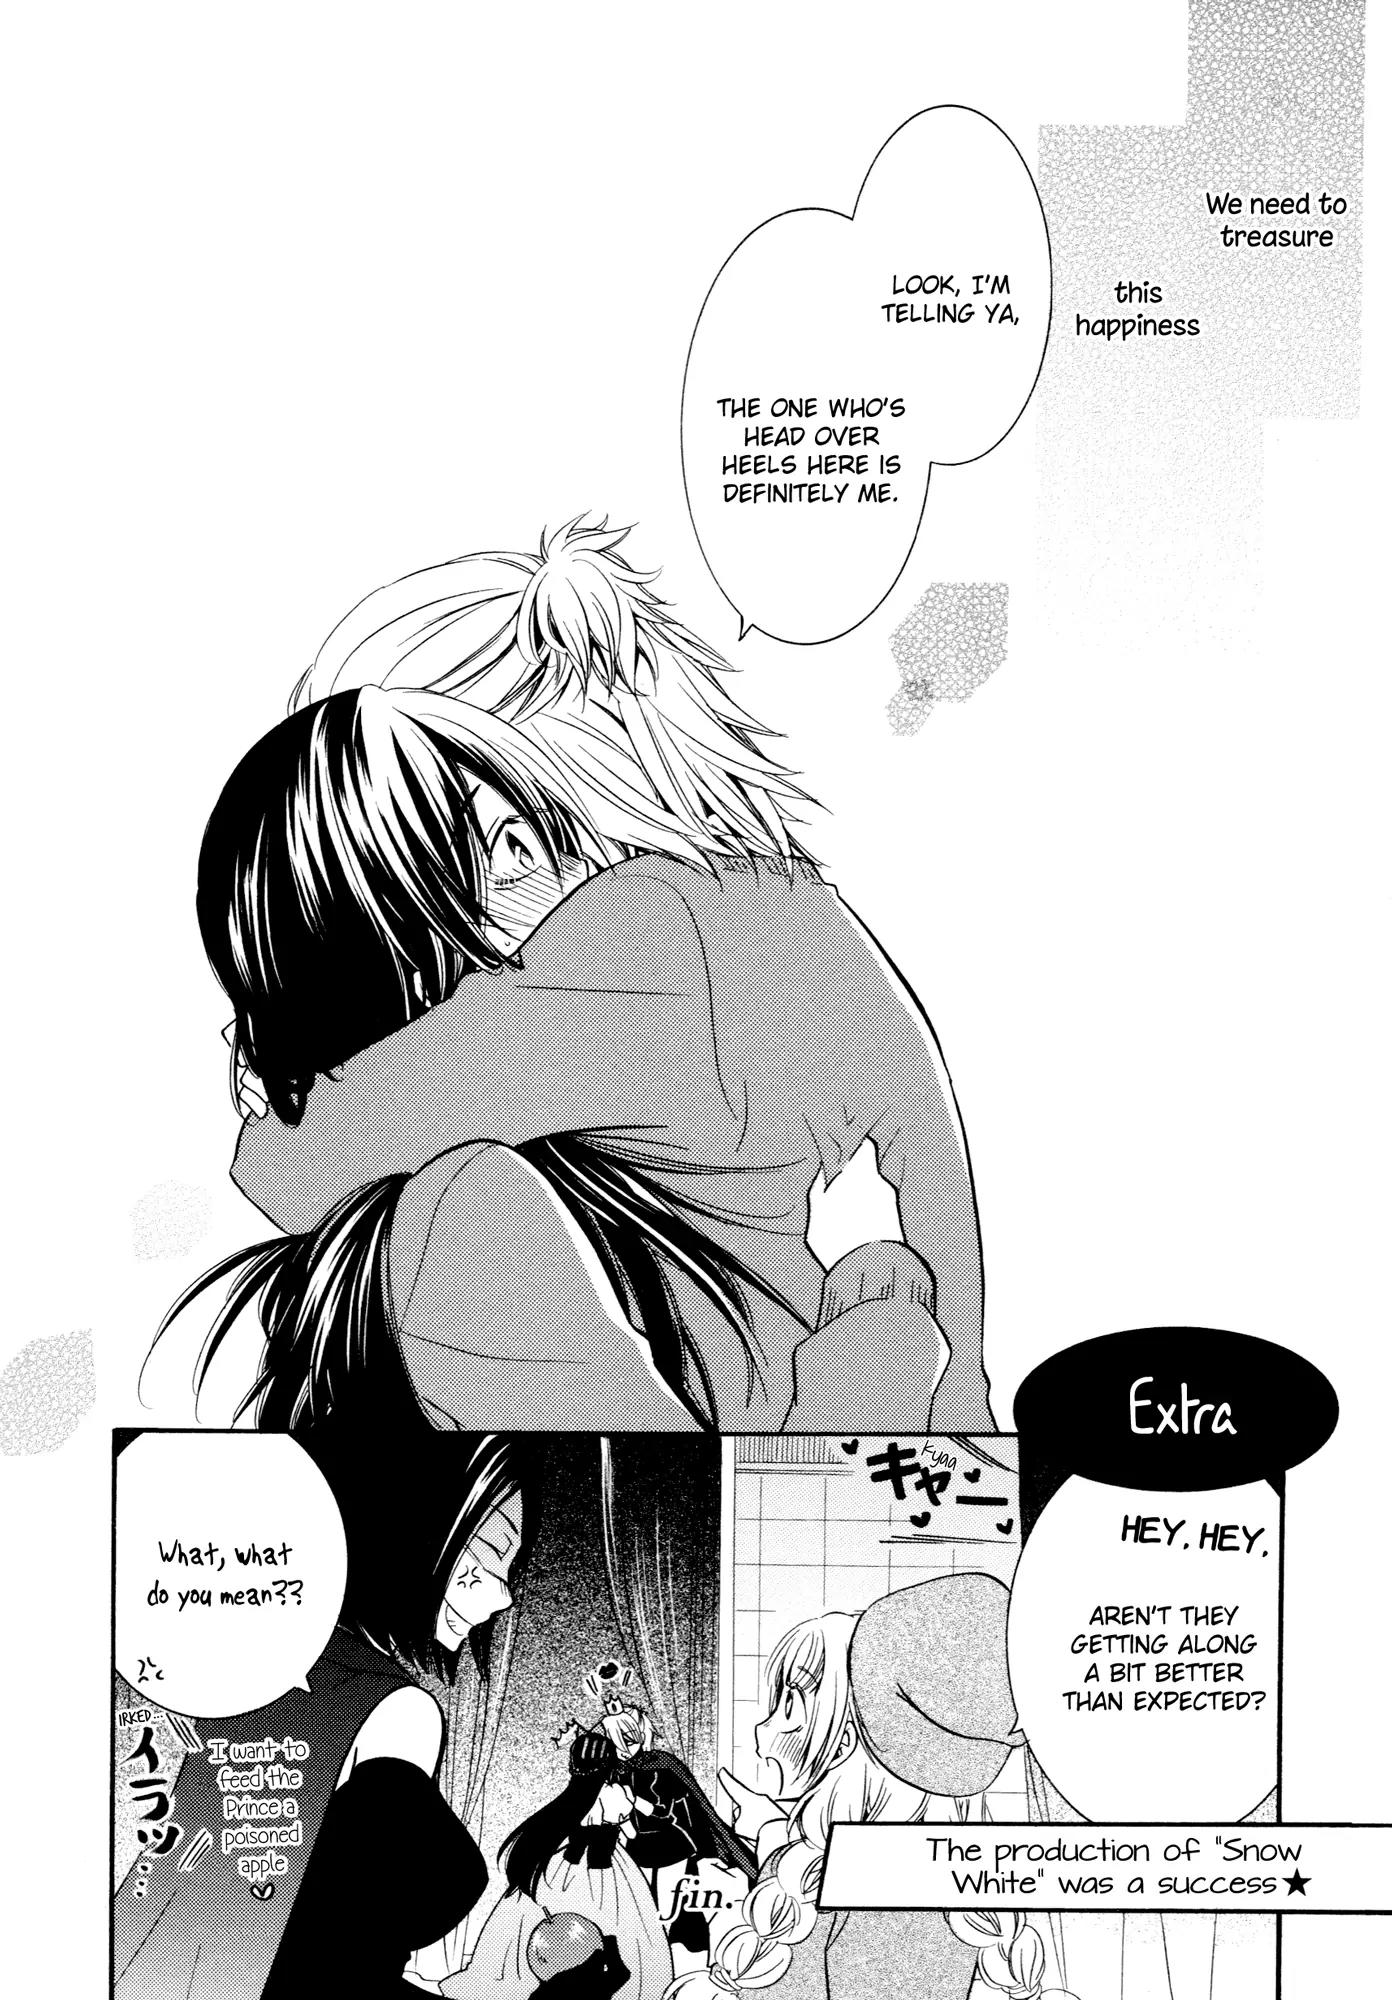 We need to
treasure
this
happiness
LOOK, I'M
TELLING YA,
THE ONE WHO'S
HEAD OVER
HEELS HERE IS
DEFINITELY ME.
Extra
HEY, HEY.
AREN'T THEY
GETTING ALONG
A BIT BETTER
THAN EXPECTED?
Kyaa
キャー
The production of "Snow
White" was a success★
What, what
do you mean??
IRKED...
イラッ...
I want to
feed the
Prince a
poisoned
apple
♡
fin.